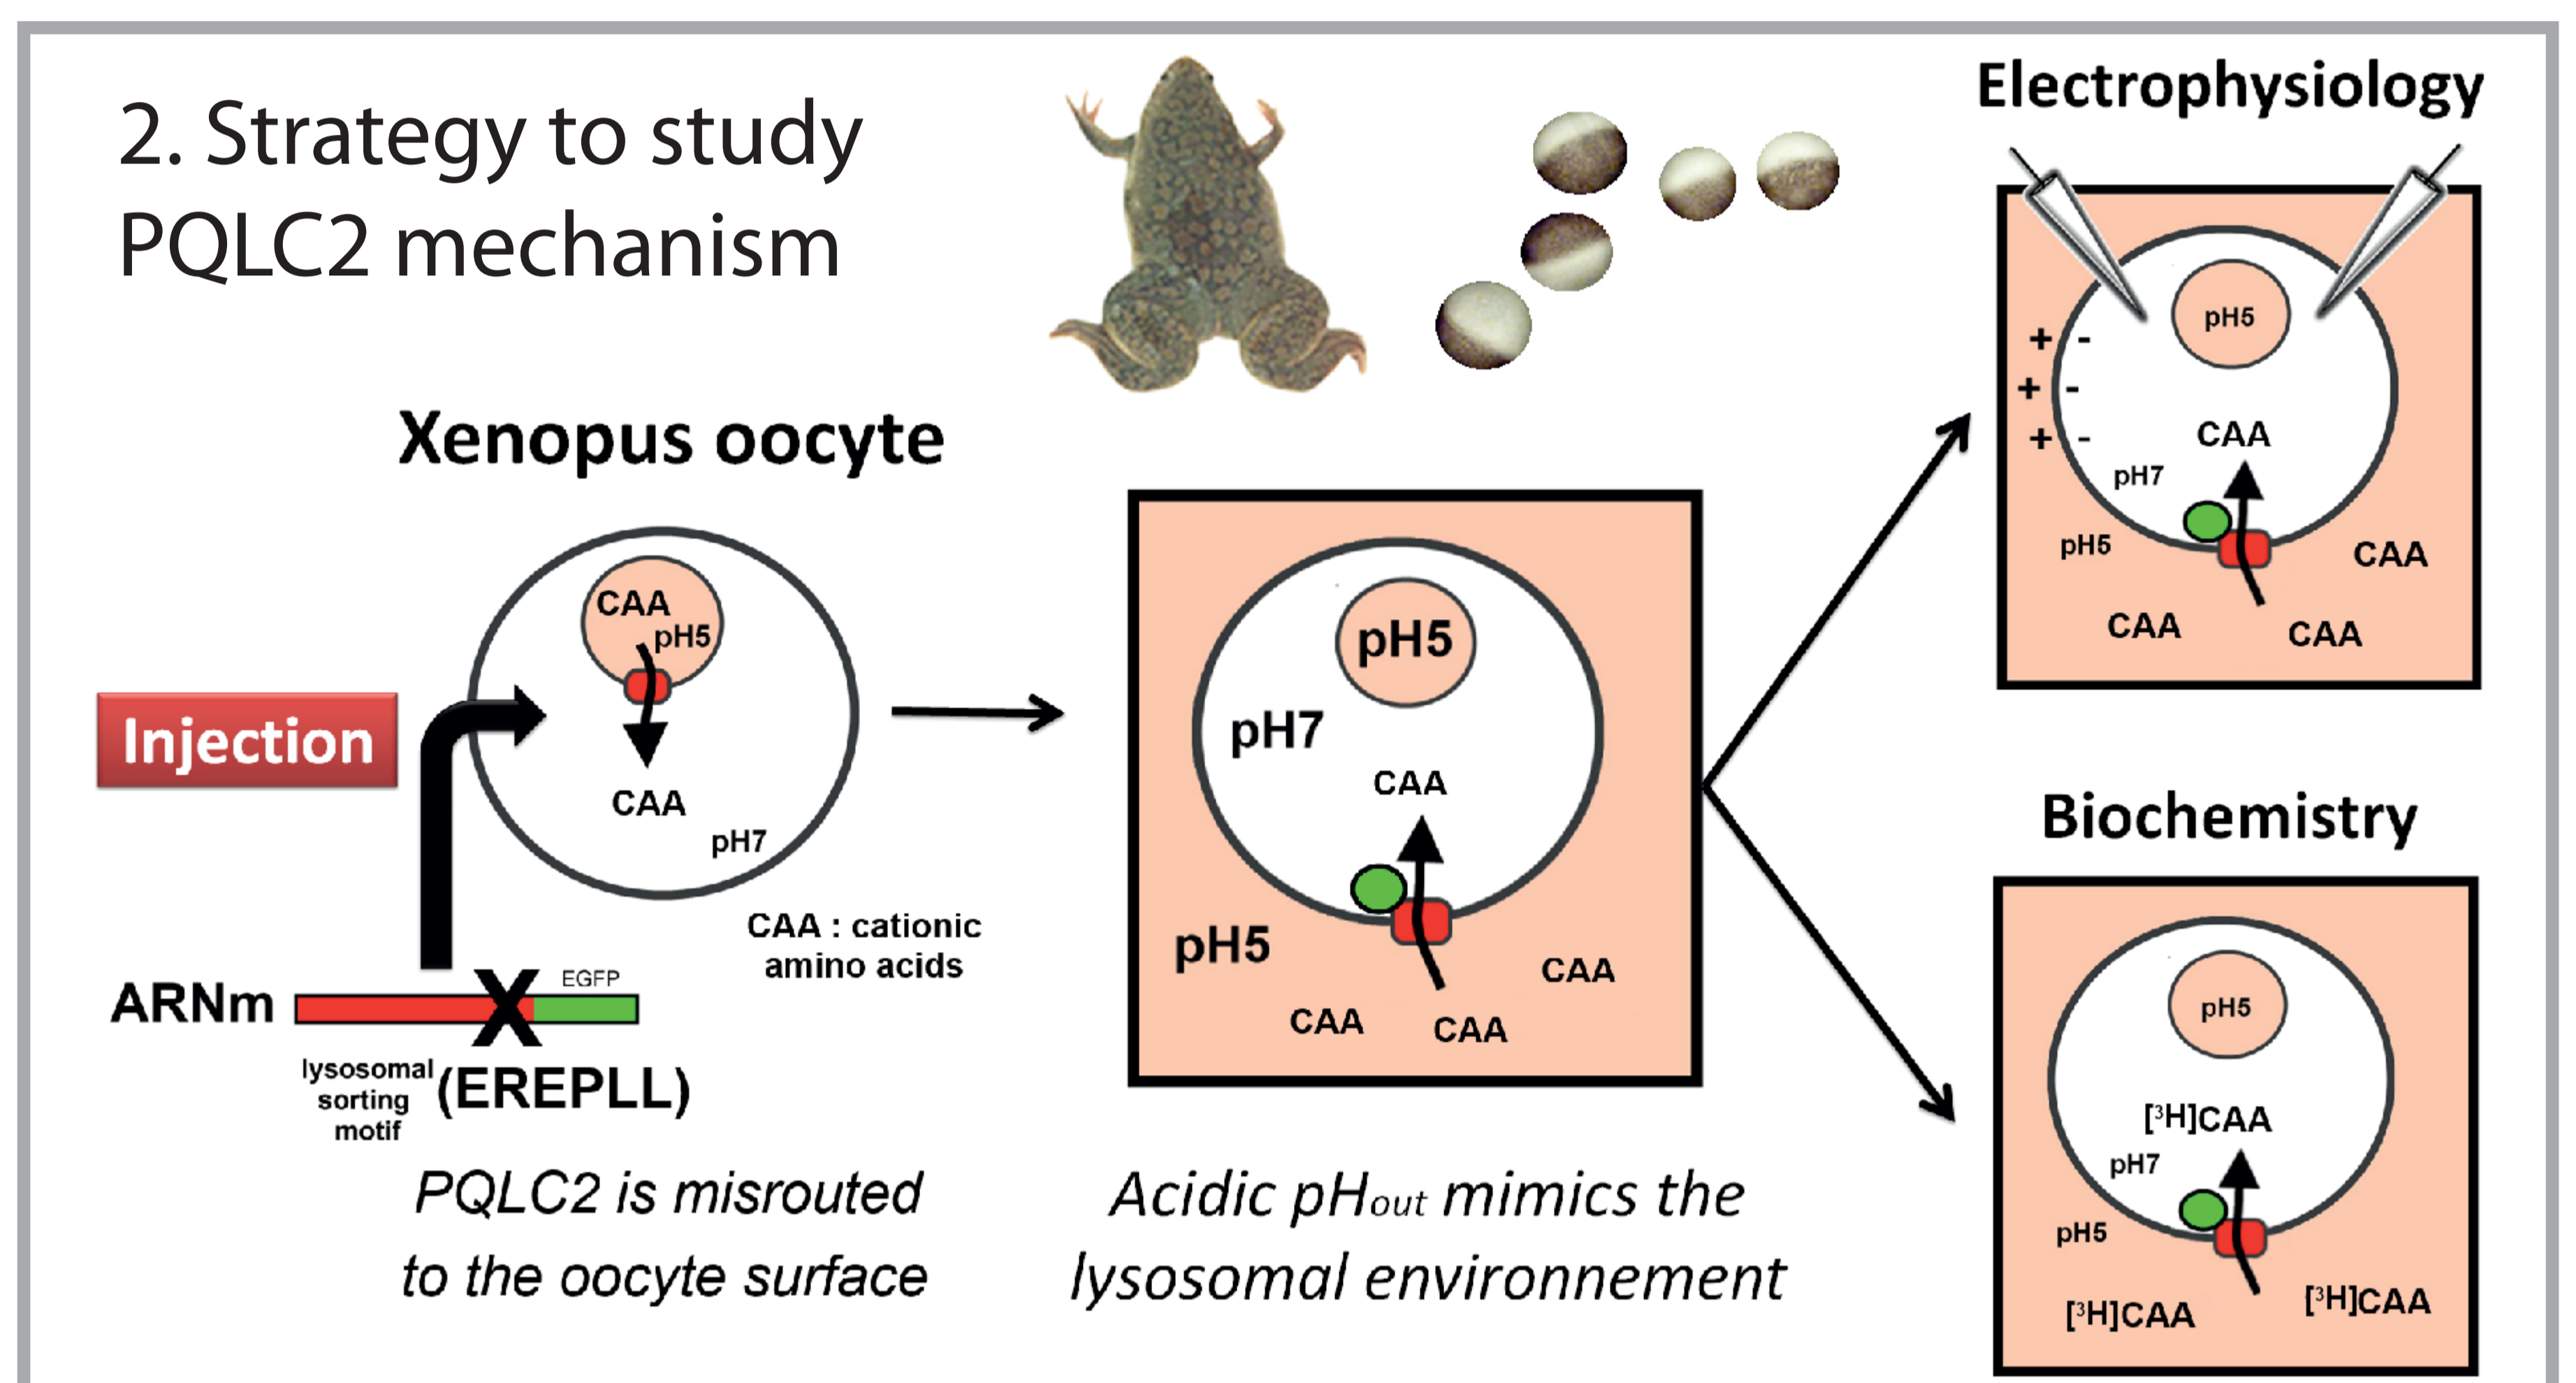 2. Strategy to study
PQLC2 mechanism
Xenopus oocyte
CAA
pH5
CAA
pH7
Injection
CAA : cationic
amino acids
ARNm
EGFP
X
lysosomal
sorting
motif
(EREPLL)
PQLC2 is misrouted
to the oocyte surface
pH5
pH7
CAA
pH5
CAA
CAA
CAA
Acidic pHout mimics the
lysosomal environnement
Electrophysiology
pH5
+ -
+ -
+ -
CAA
pH7
pH5
CAA
CAA
CAA
Biochemistry
pH5
[³H]CAA
pH7
pH5
[³H]CAA
[³H]CAA